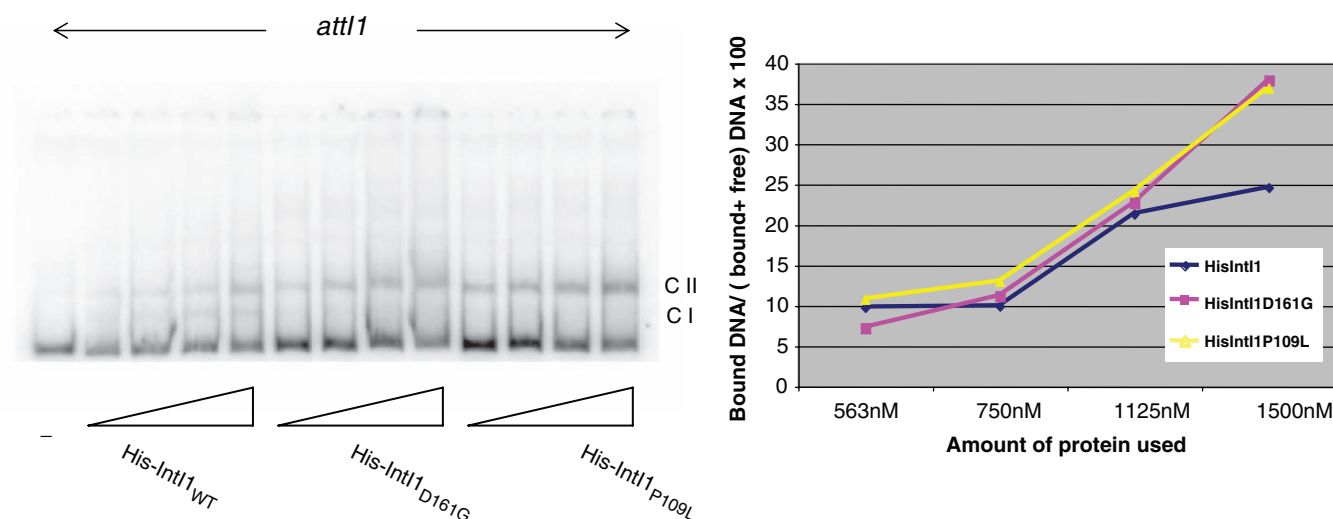 attI1
C II
C I
–
His-IntI1WT
His-IntI1D161G
His-IntI1P109L
Bound DNA/ ( bound+ free) DNA x 100
40
35
30
25
20
15
10
5
0
563nM 750nM 1125nM 1500nM
Amount of protein used
HisIntI1
HisIntI1D161G
HisIntI1P109L